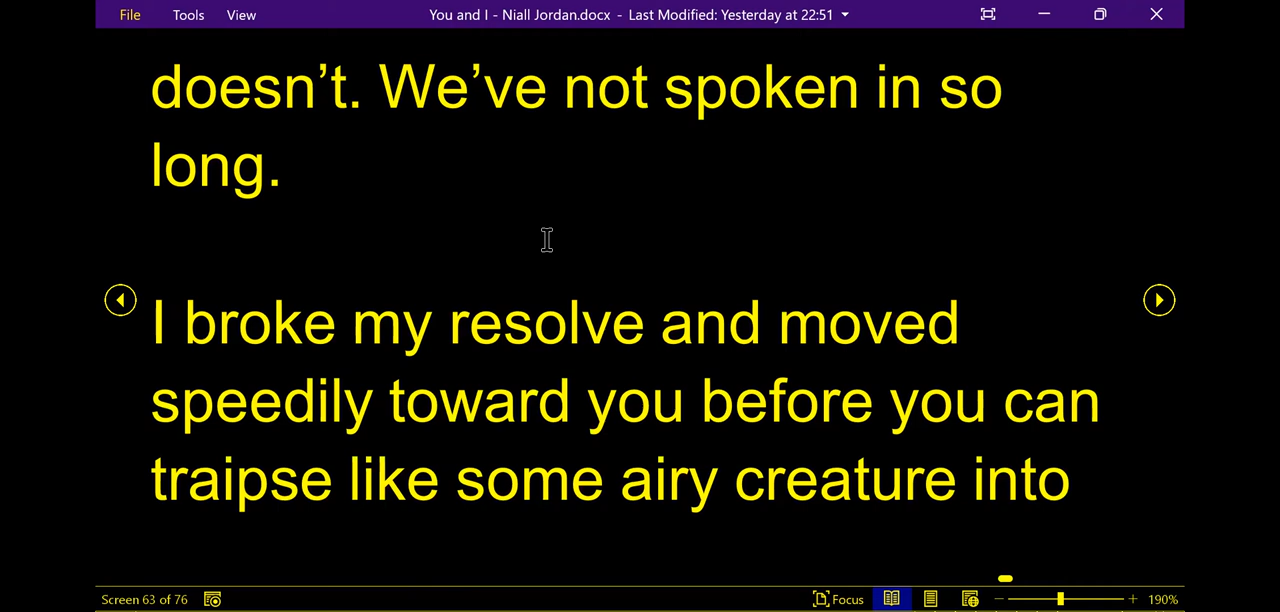 File Tools View You and I - Niall Jordan.docx - Last Modified: Yesterday at 22:51
doesn’t. We’ve not spoken in so
long.
I broke my resolve and moved
speedily toward you before you can
traipse like some airy creature into
Screen 63 of 76 Focus 190%